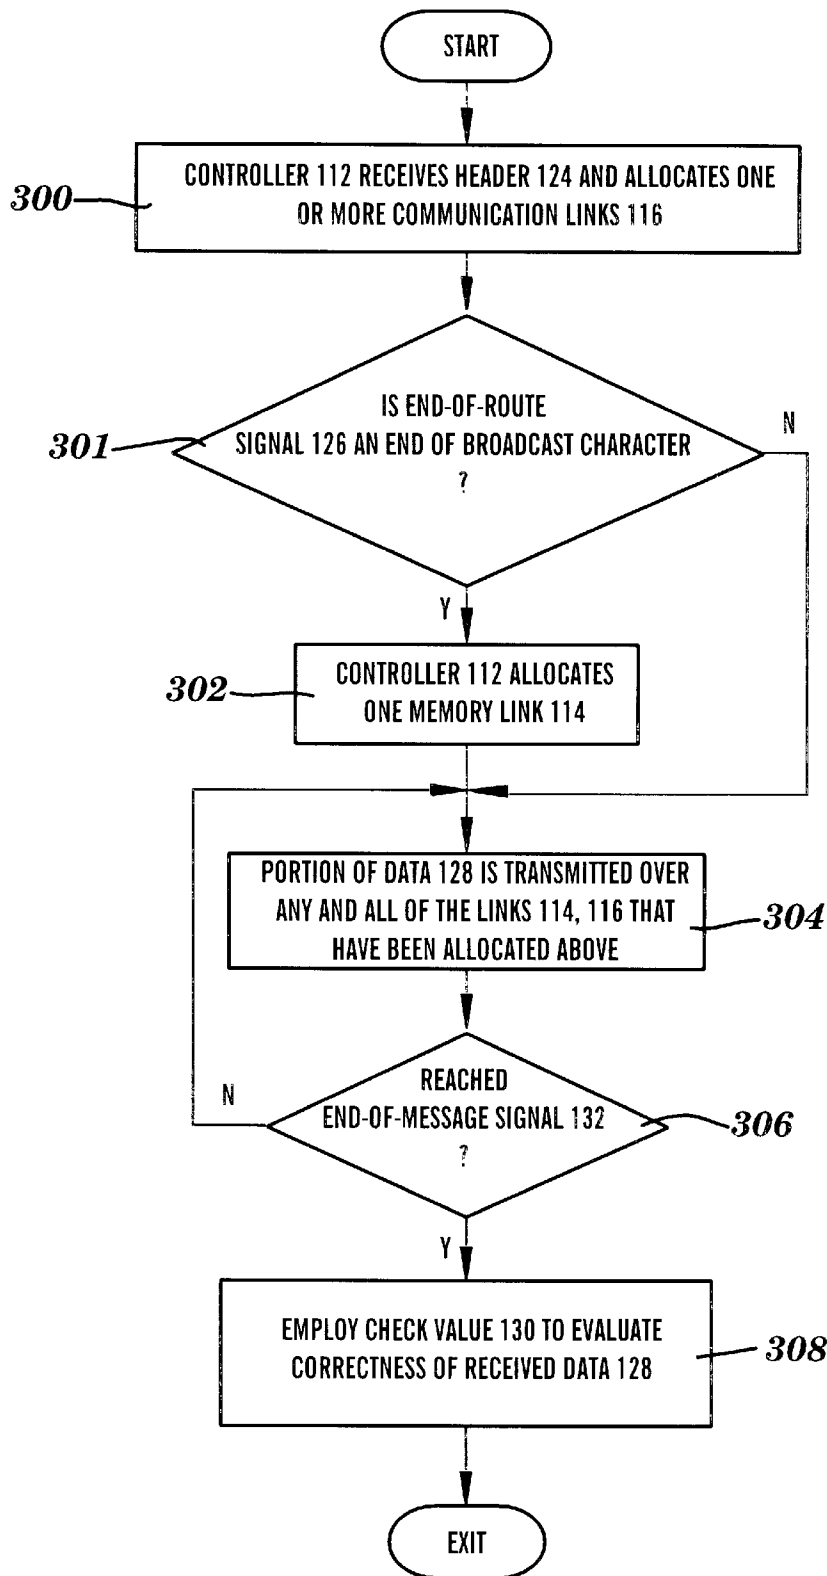 START
300
CONTROLLER 112 RECEIVES HEADER 124 AND ALLOCATES ONE
OR MORE COMMUNICATION LINKS 116
301
IS END-OF-ROUTE
SIGNAL 126 AN END OF BROADCAST CHARACTER
?
N
Y
302
CONTROLLER 112 ALLOCATES
ONE MEMORY LINK 114
PORTION OF DATA 128 IS TRANSMITTED OVER
ANY AND ALL OF THE LINKS 114, 116 THAT
HAVE BEEN ALLOCATED ABOVE
304
N
REACHED
END-OF-MESSAGE SIGNAL 132
?
306
Y
EMPLOY CHECK VALUE 130 TO EVALUATE
CORRECTNESS OF RECEIVED DATA 128
308
EXIT